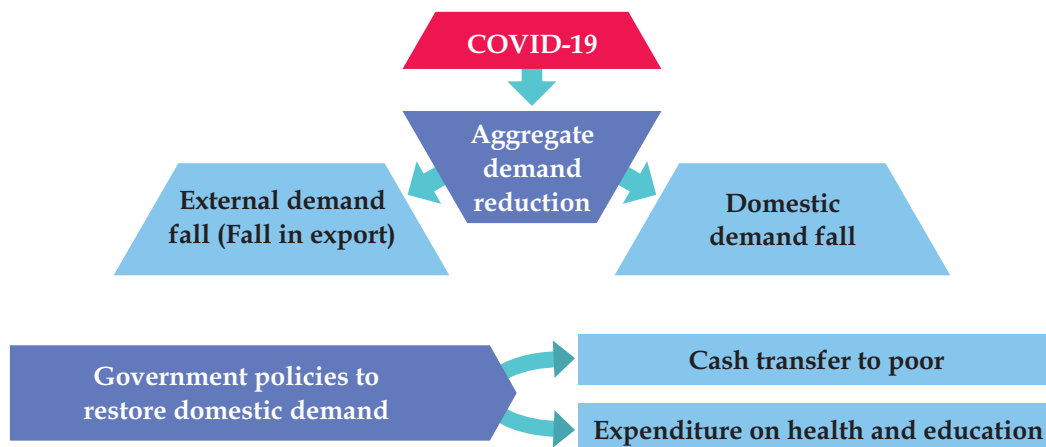 COVID-19
Aggregate
demand
reduction
External demand
fall (Fall in export)
Domestic
demand fall
Government policies to
restore domestic demand
Cash transfer to poor
Expenditure on health and education